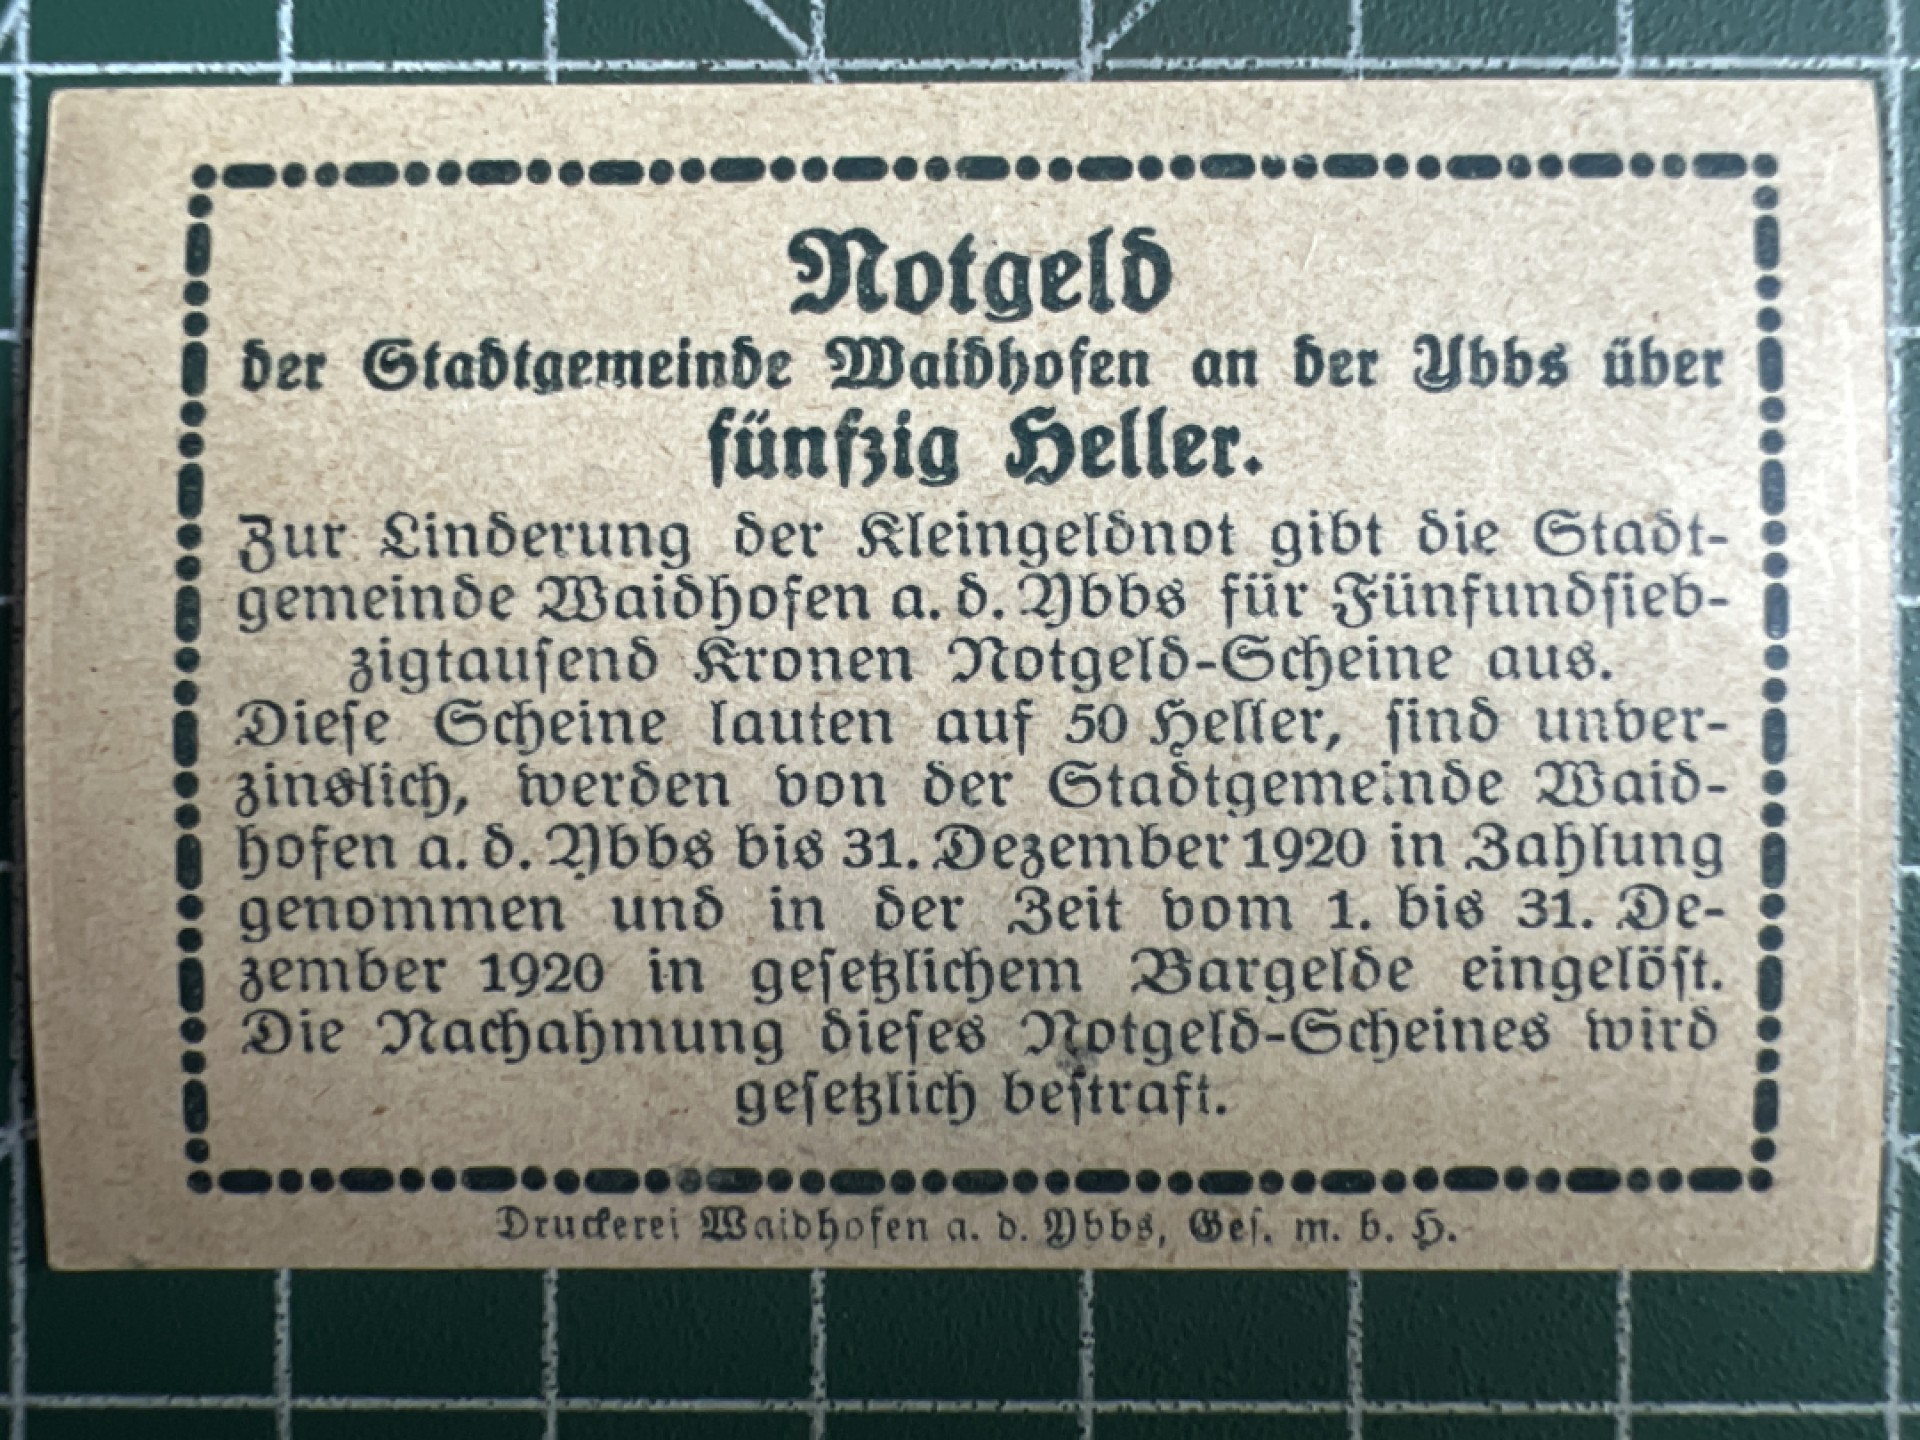 Notgeld
der Stadtgemeinde Waidhofen an der Ybbs über
fünfzig Heller.
Zur Linderung der Kleingeldnot gibt die Stadt-
gemeinde Waidhofen a. d. Ybbs für Fünfundſieb-
zigtauſend Kronen Notgeld-Scheine aus.
Dieſe Scheine lauten auf 50 Heller, ſind unver-
zinslich, werden von der Stadtgemeinde Waid-
hofen a. d. Ybbs bis 31. Dezember 1920 in Zahlung
genommen und in der Zeit vom 1. bis 31. De-
zember 1920 in geſetzlichem Bargelde eingelöſt.
Die Nachahmung dieſes Notgeld-Scheines wird
geſetzlich beſtraft.
Druckerei Waidhofen a. d. Ybbs, Geſ. m. b. H.